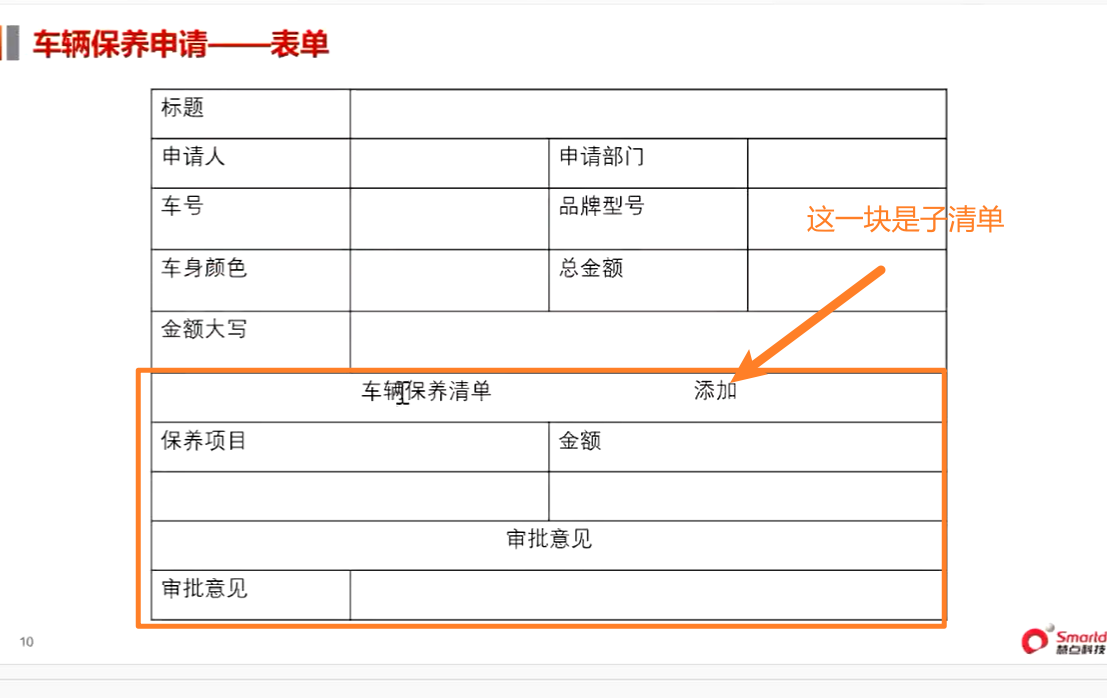 车辆保养申请——表单
标题
申请人 申请部门
车号 品牌型号
这一块是子清单
车身颜色 总金额
金额大写
车辆保养清单 添加
保养项目 金额
审批意见
审批意见
10
Smartd
慧点科技